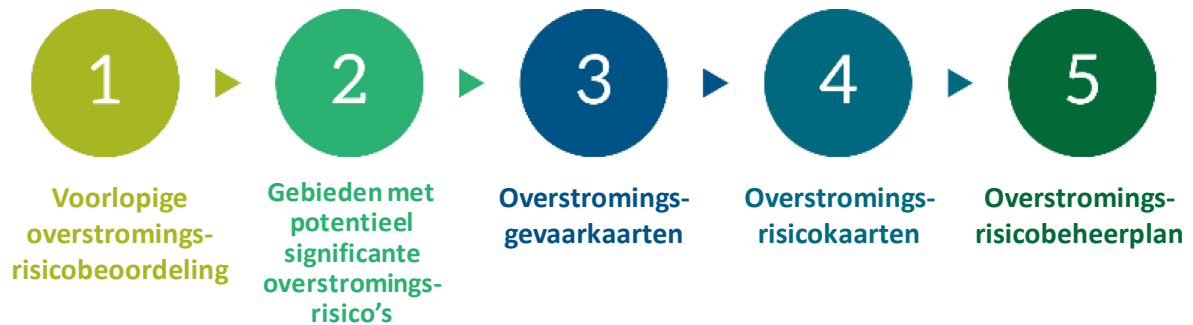 1
2
3
4
5
Voorlopige
overstromings-
risicobeoordeling
Gebieden met
potentieel
significante
overstromings-
risico’s
Overstromings-
gevaarkaarten
Overstromings-
risicokaarten
Overstromings-
risicobeheerplan